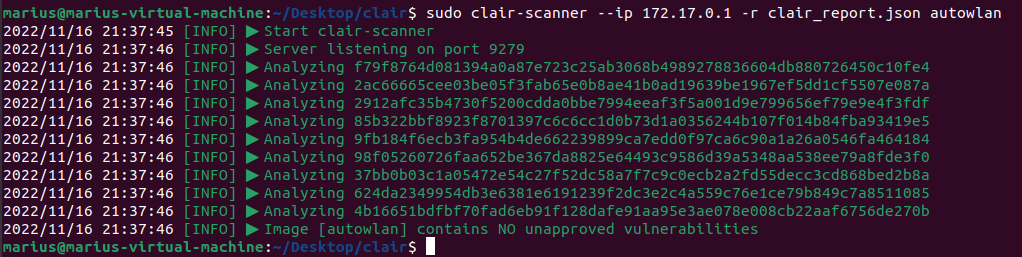 marius@marius-virtual-machine:~/Desktop/clair$ sudo clair-scanner --ip 172.17.0.1 -r clair_report.json autowlan
2022/11/16 21:37:45 [INFO] ▶ Start clair-scanner
2022/11/16 21:37:46 [INFO] ▶ Server listening on port 9279
2022/11/16 21:37:46 [INFO] ▶ Analyzing f79f8764d081394a0a87e723c25ab3068b4989278836604db880726450c10fe4
2022/11/16 21:37:46 [INFO] ▶ Analyzing 2ac66665cee03be05f3fab65e0b8ae41b0ad19639be1967ef5dd1cf5507e087a
2022/11/16 21:37:46 [INFO] ▶ Analyzing 2912afc35b4730f5200cdda0bbe7994eeaf3f5a001d9e799656ef79e9e4f3fdf
2022/11/16 21:37:46 [INFO] ▶ Analyzing 85b322bbf8923f8701397c6c6cc1d0b73d1a0356244b107f014b84fba93419e5
2022/11/16 21:37:46 [INFO] ▶ Analyzing 9fb184f6ecb3fa954b4de662239899ca7edd0f97ca6c90a1a26a0546fa464184
2022/11/16 21:37:46 [INFO] ▶ Analyzing 98f05260726faa652be367da8825e64493c9586d39a5348aa538ee79a8fde3f0
2022/11/16 21:37:46 [INFO] ▶ Analyzing 37bb0b03c1a05472e54c27f52dc58a7f7c9c0ecb2a2fd55decc3cd868bed2b8a
2022/11/16 21:37:46 [INFO] ▶ Analyzing 624da2349954db3e6381e6191239f2dc3e2c4a559c76e1ce79b849c7a8511085
2022/11/16 21:37:46 [INFO] ▶ Analyzing 4b16651bdfbf70fad6eb91f128dafe91aa95e3ae078e008cb22aaf6756de270b
2022/11/16 21:37:46 [INFO] ▶ Image [autowlan] contains NO unapproved vulnerabilities
marius@marius-virtual-machine:~/Desktop/clair$